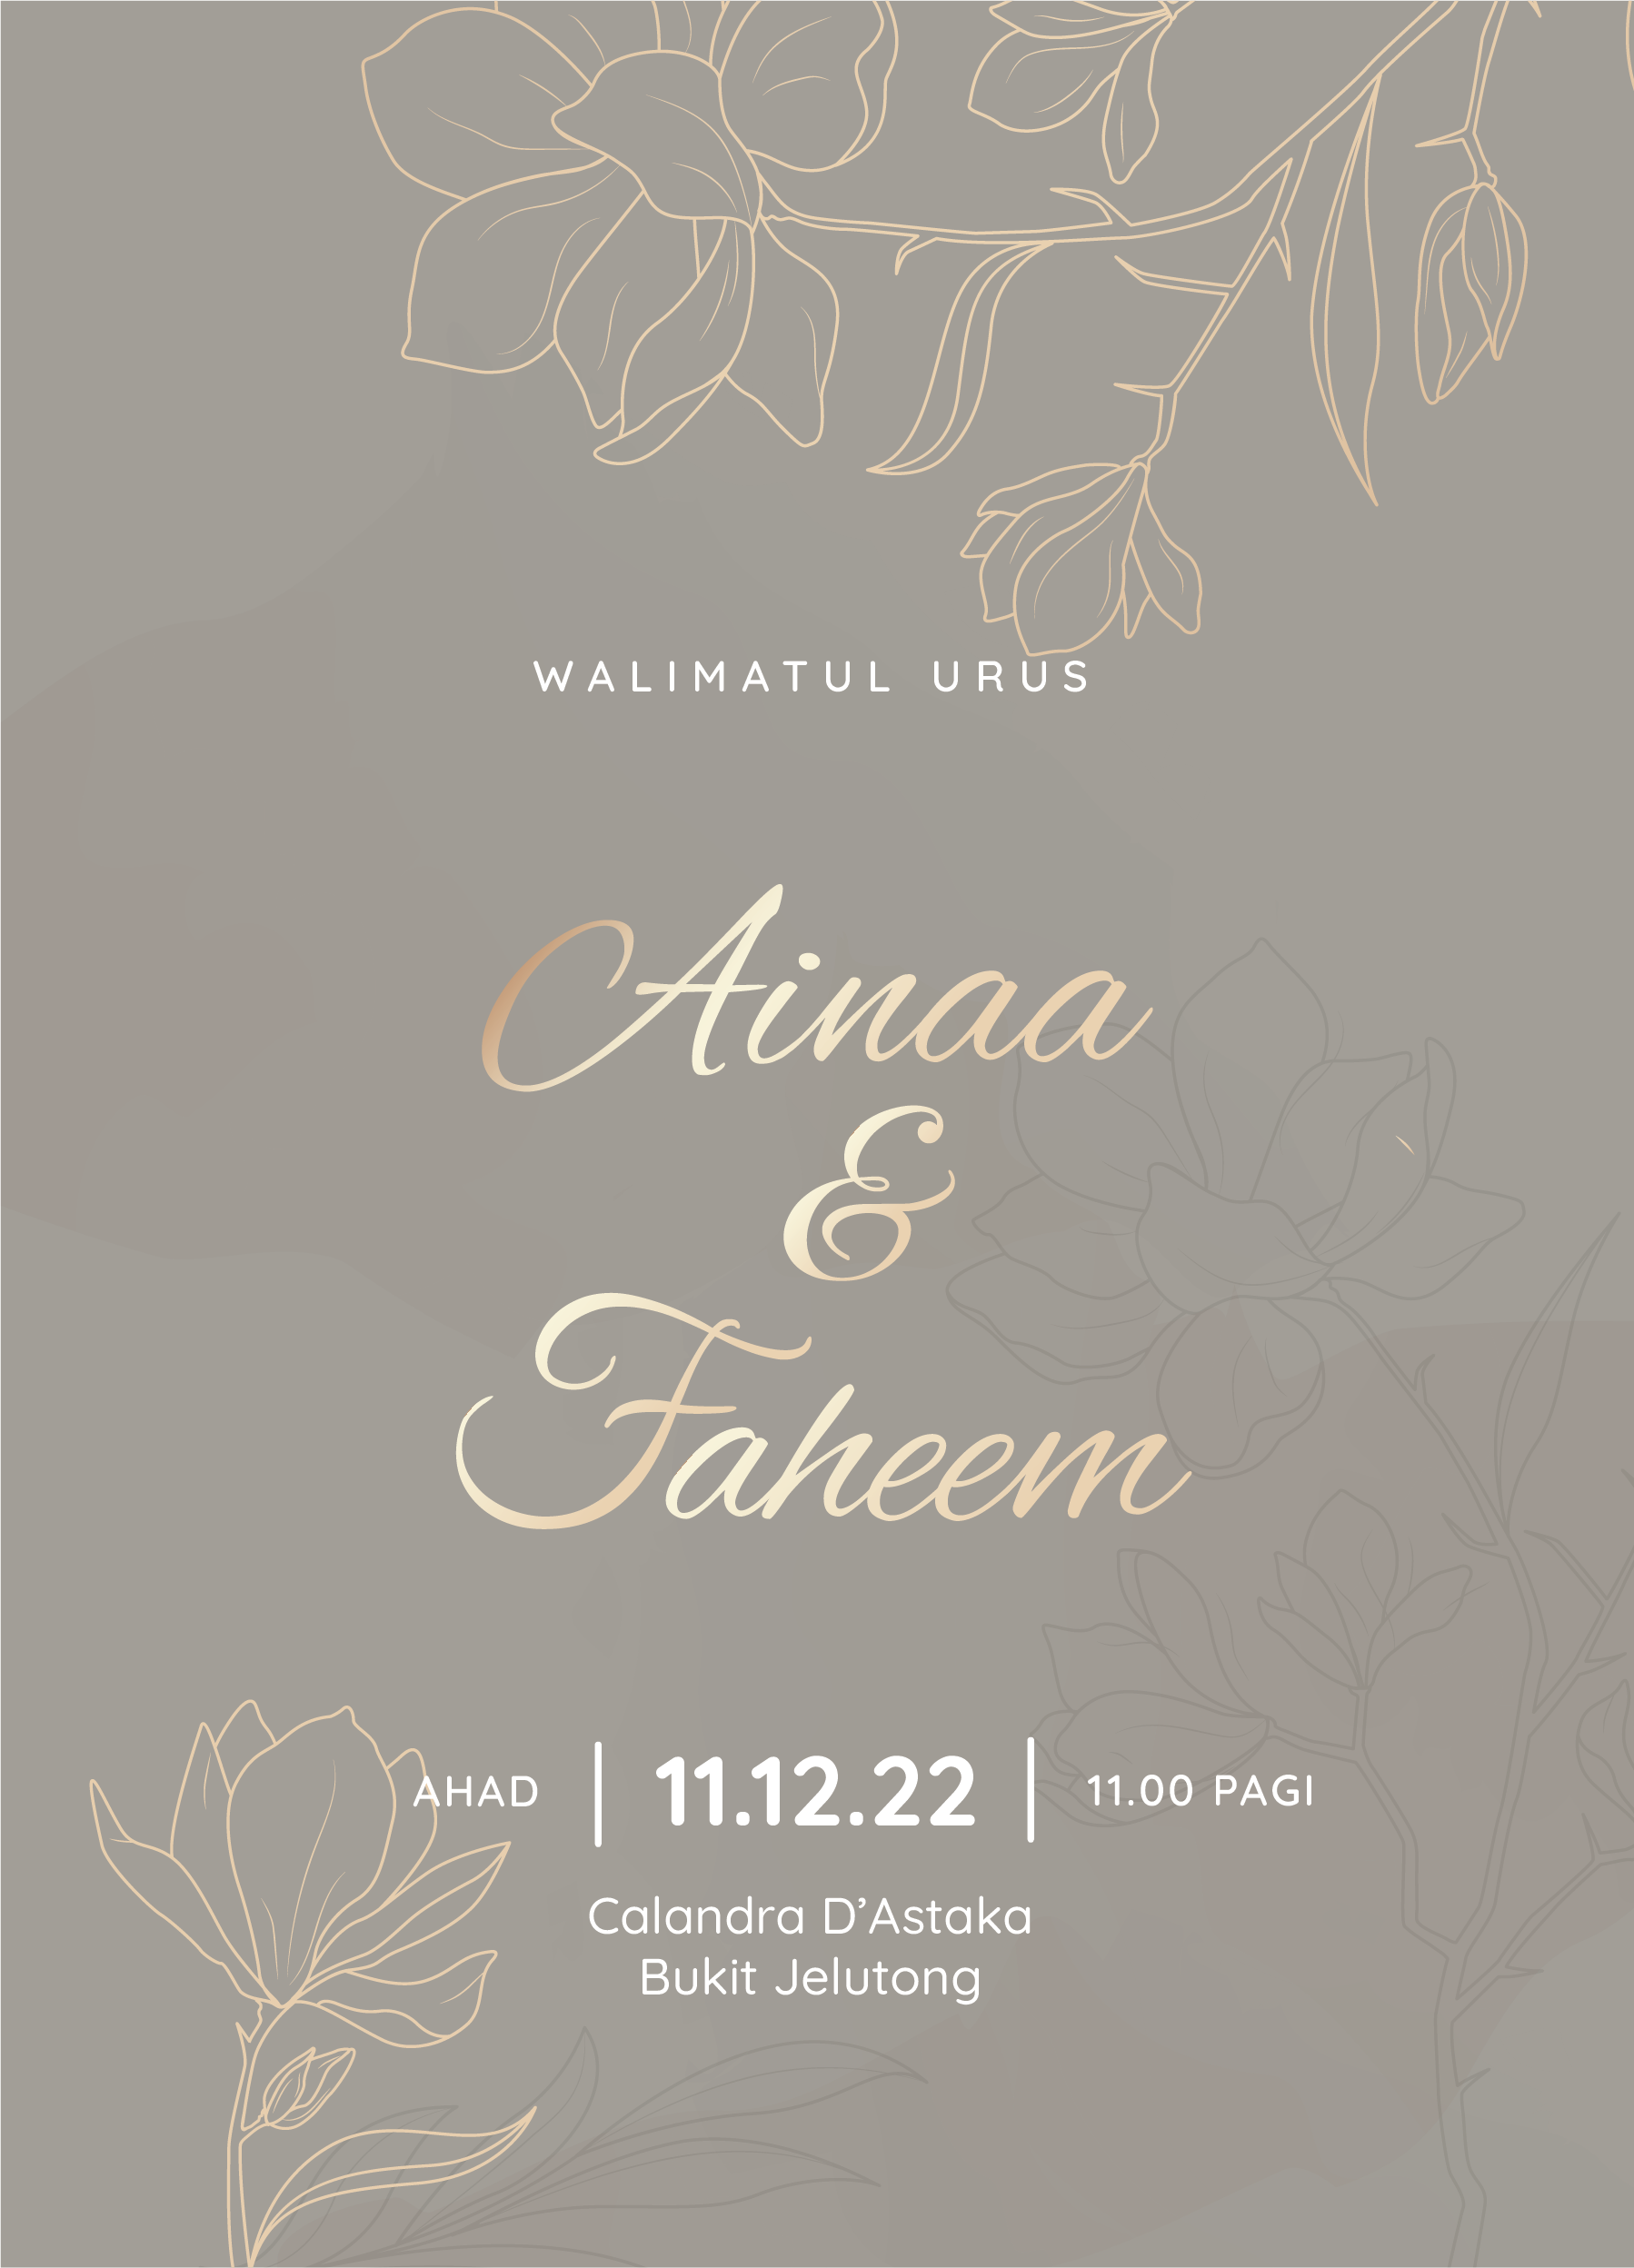 WALIMATUL URUS
Ainaa
&
Faheem
AHAD | 11.12.22 | 11.00 PAGI
Calandra D’Astaka
Bukit Jelutong